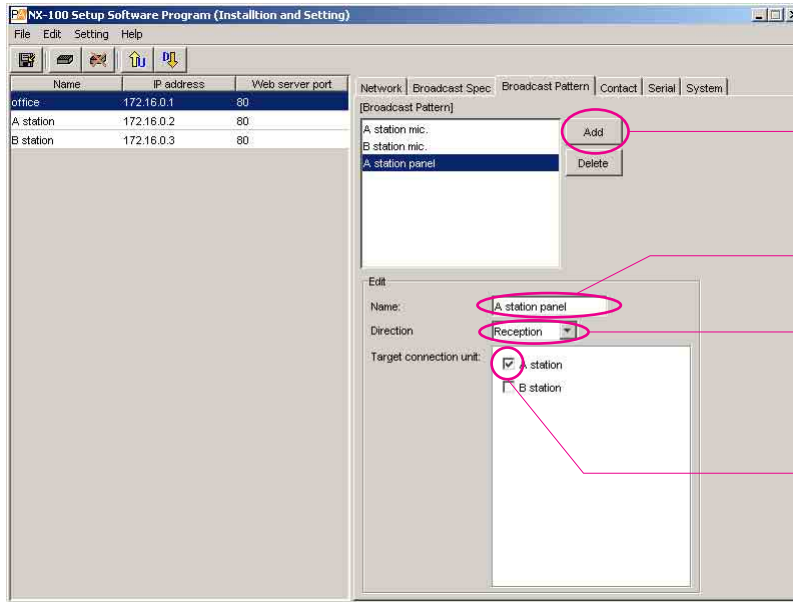 NX-100 Setup Software Program (Installtion and Setting)
File Edit Setting Help
Name IP address Web server port
office 172.16.0.1 80
A station 172.16.0.2 80
B station 172.16.0.3 80
Network Broadcast Spec Broadcast Pattern Contact Serial System
[Broadcast Pattern]
A station mic.
B station mic.
A station panel
Add
Delete
Edit
Name: A station panel
Direction Reception
Target connection unit: A station
B station